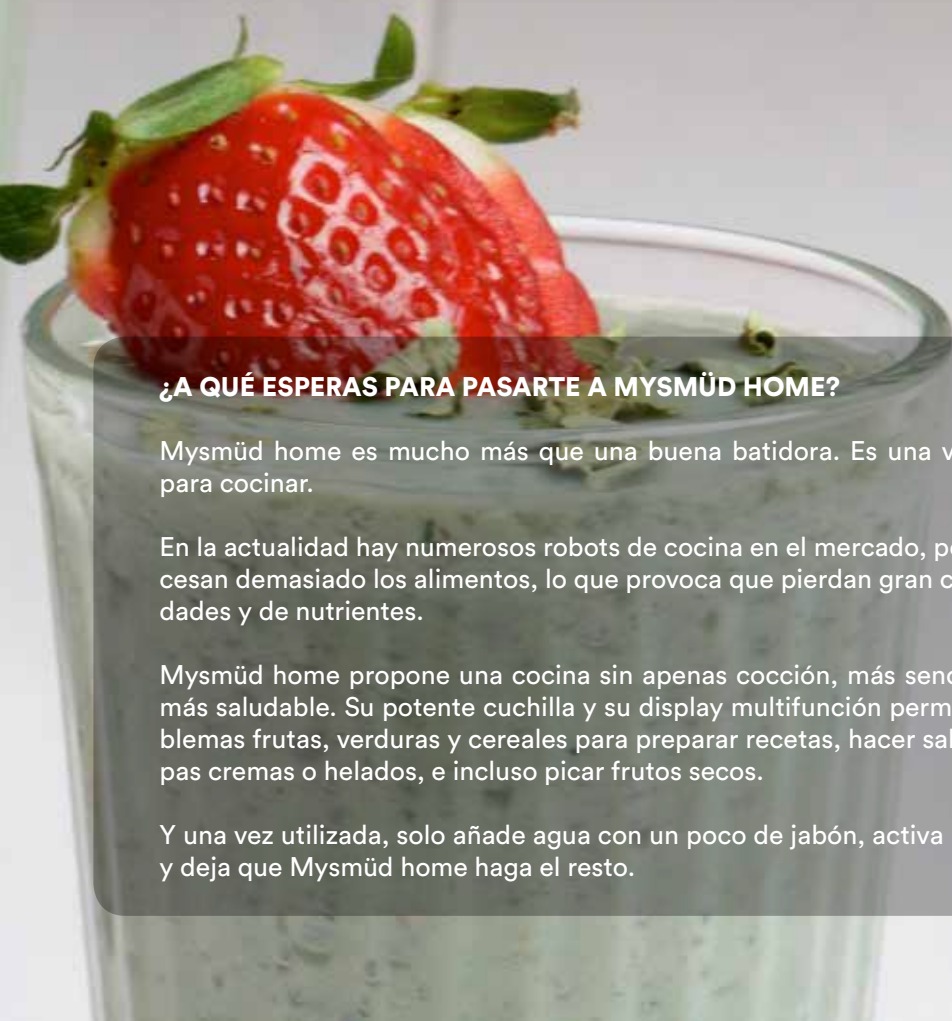 ¿A QUÉ ESPERAS PARA PASARTE A MYSMÜD HOME?
Mysmüd home es mucho más que una buena batidora. Es una
para cocinar.
En la actualidad hay numerosos robots de cocina en el mercado,
cesan demasiado los alimentos, lo que provoca que pierdan gran
dades y de nutrientes.
Mysmüd home propone una cocina sin apenas cocción, más
más saludable. Su potente cuchilla y su display multifunción
blemas frutas, verduras y cereales para preparar recetas, hacer
pas cremas o helados, e incluso picar frutos secos.
Y una vez utilizada, solo añade agua con un poco de jabón, activa
y deja que Mysmüd home haga el resto.